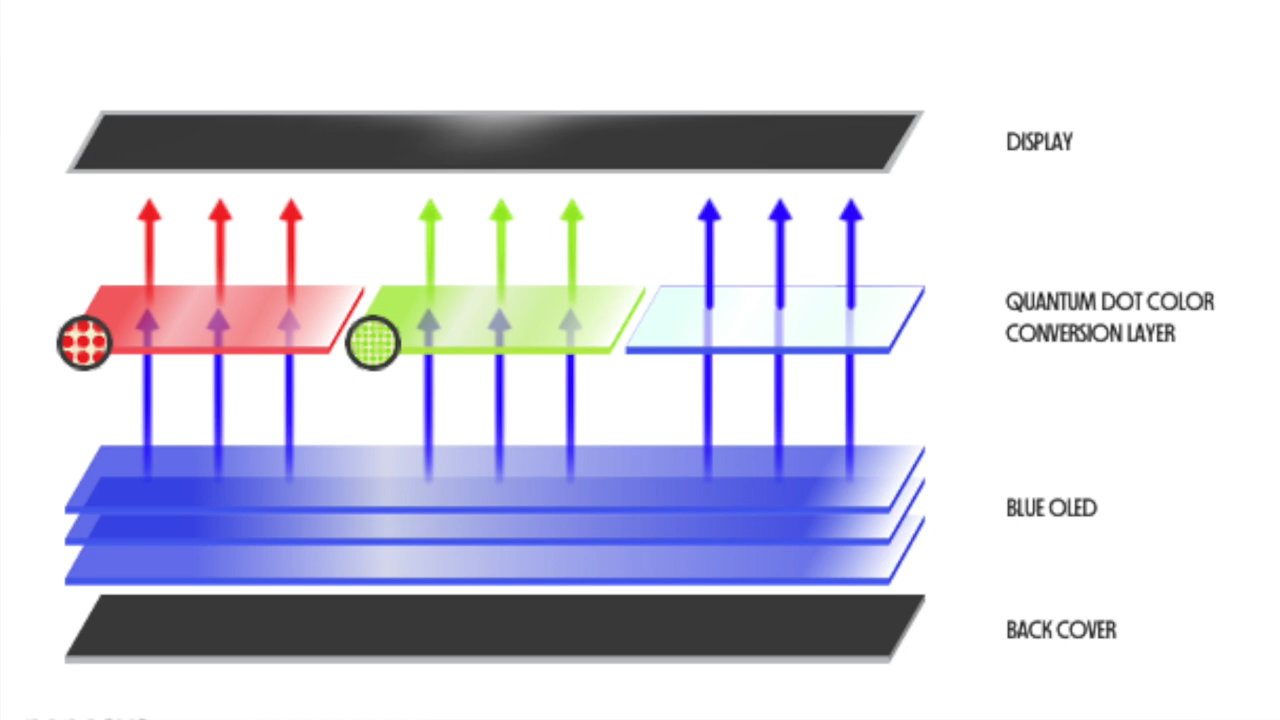 DISPLAY
QUANTUM DOT COLOR
CONVERSION LAYER
BLUE OLED
BACK COVER